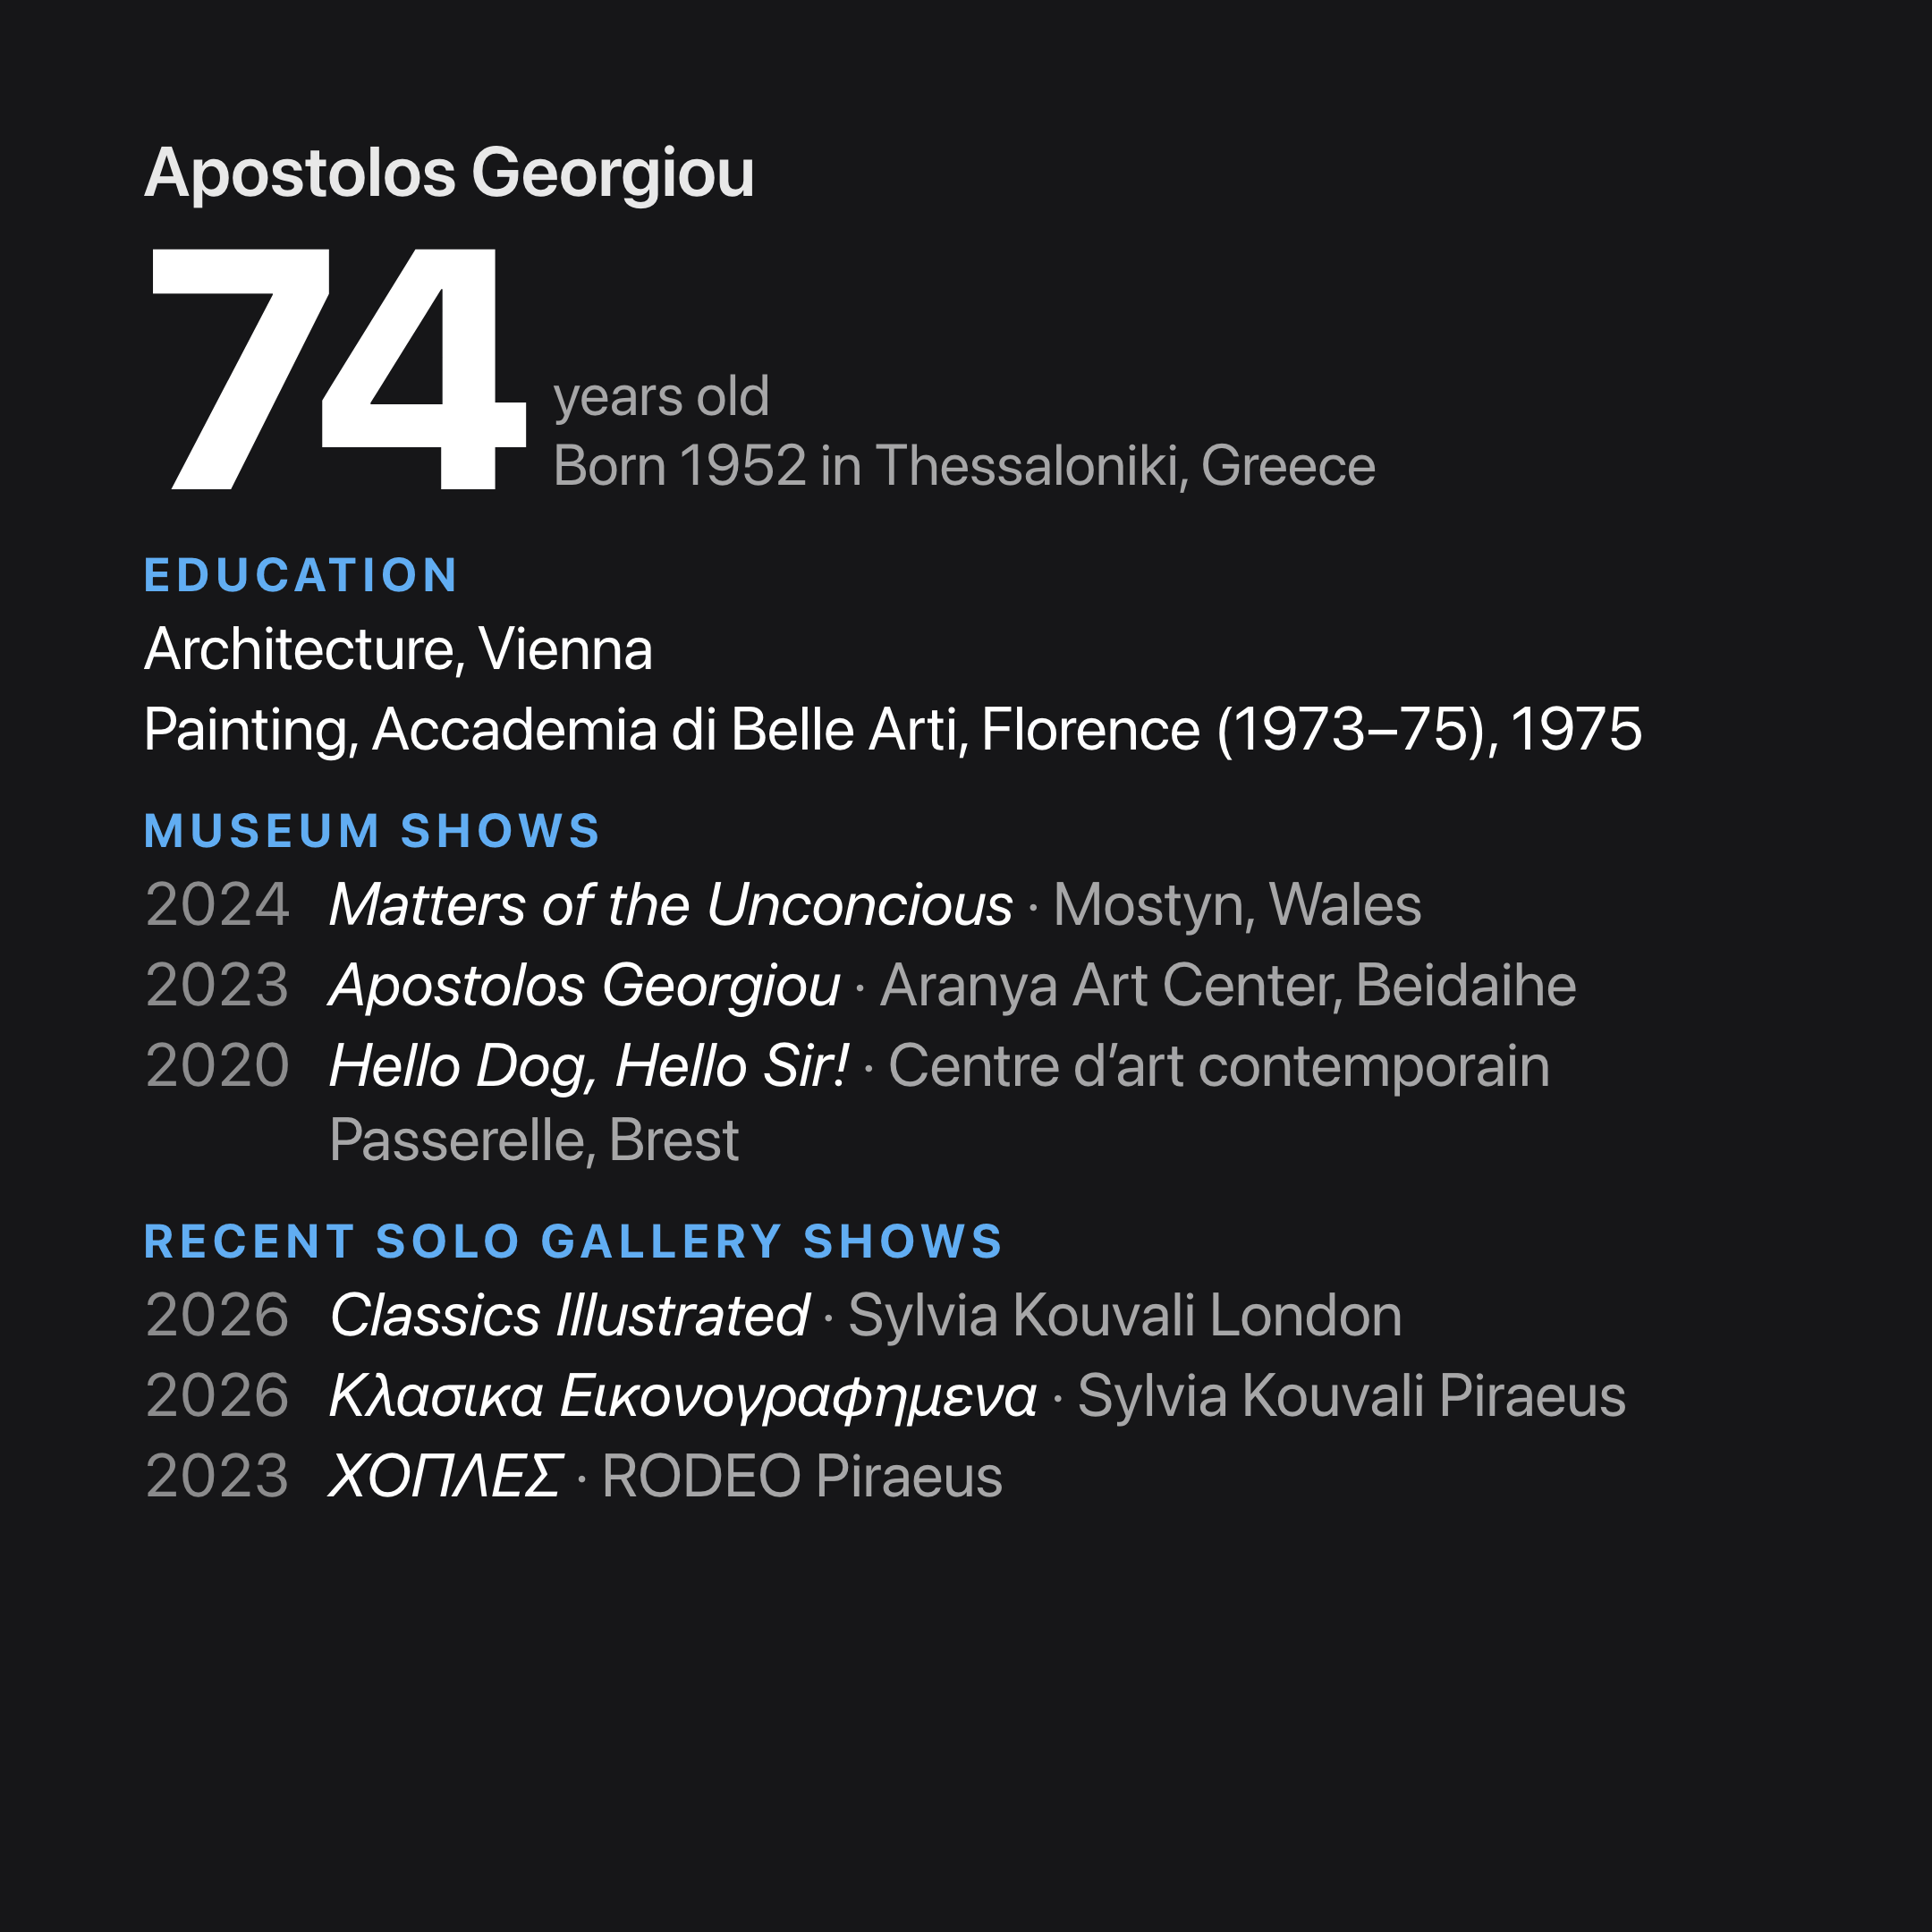 Apostolos Georgiou
74
years old
Born 1952 in Thessaloniki, Greece
EDUCATION
Architecture, Vienna
Painting, Accademia di Belle Arti, Florence (1973–75), 1975
MUSEUM SHOWS
2024 Matters of the Unconcious · Mostyn, Wales
2023 Apostolos Georgiou · Aranya Art Center, Beidaihe
2020 Hello Dog, Hello Sir! · Centre d’art contemporain
Passerelle, Brest
RECENT SOLO GALLERY SHOWS
2026 Classics Illustrated · Sylvia Kouvali London
2026 Κλασικα Εικονογραφημενα · Sylvia Kouvali Piraeus
2023 ΧΟΠΛΕΣ · RODEO Piraeus